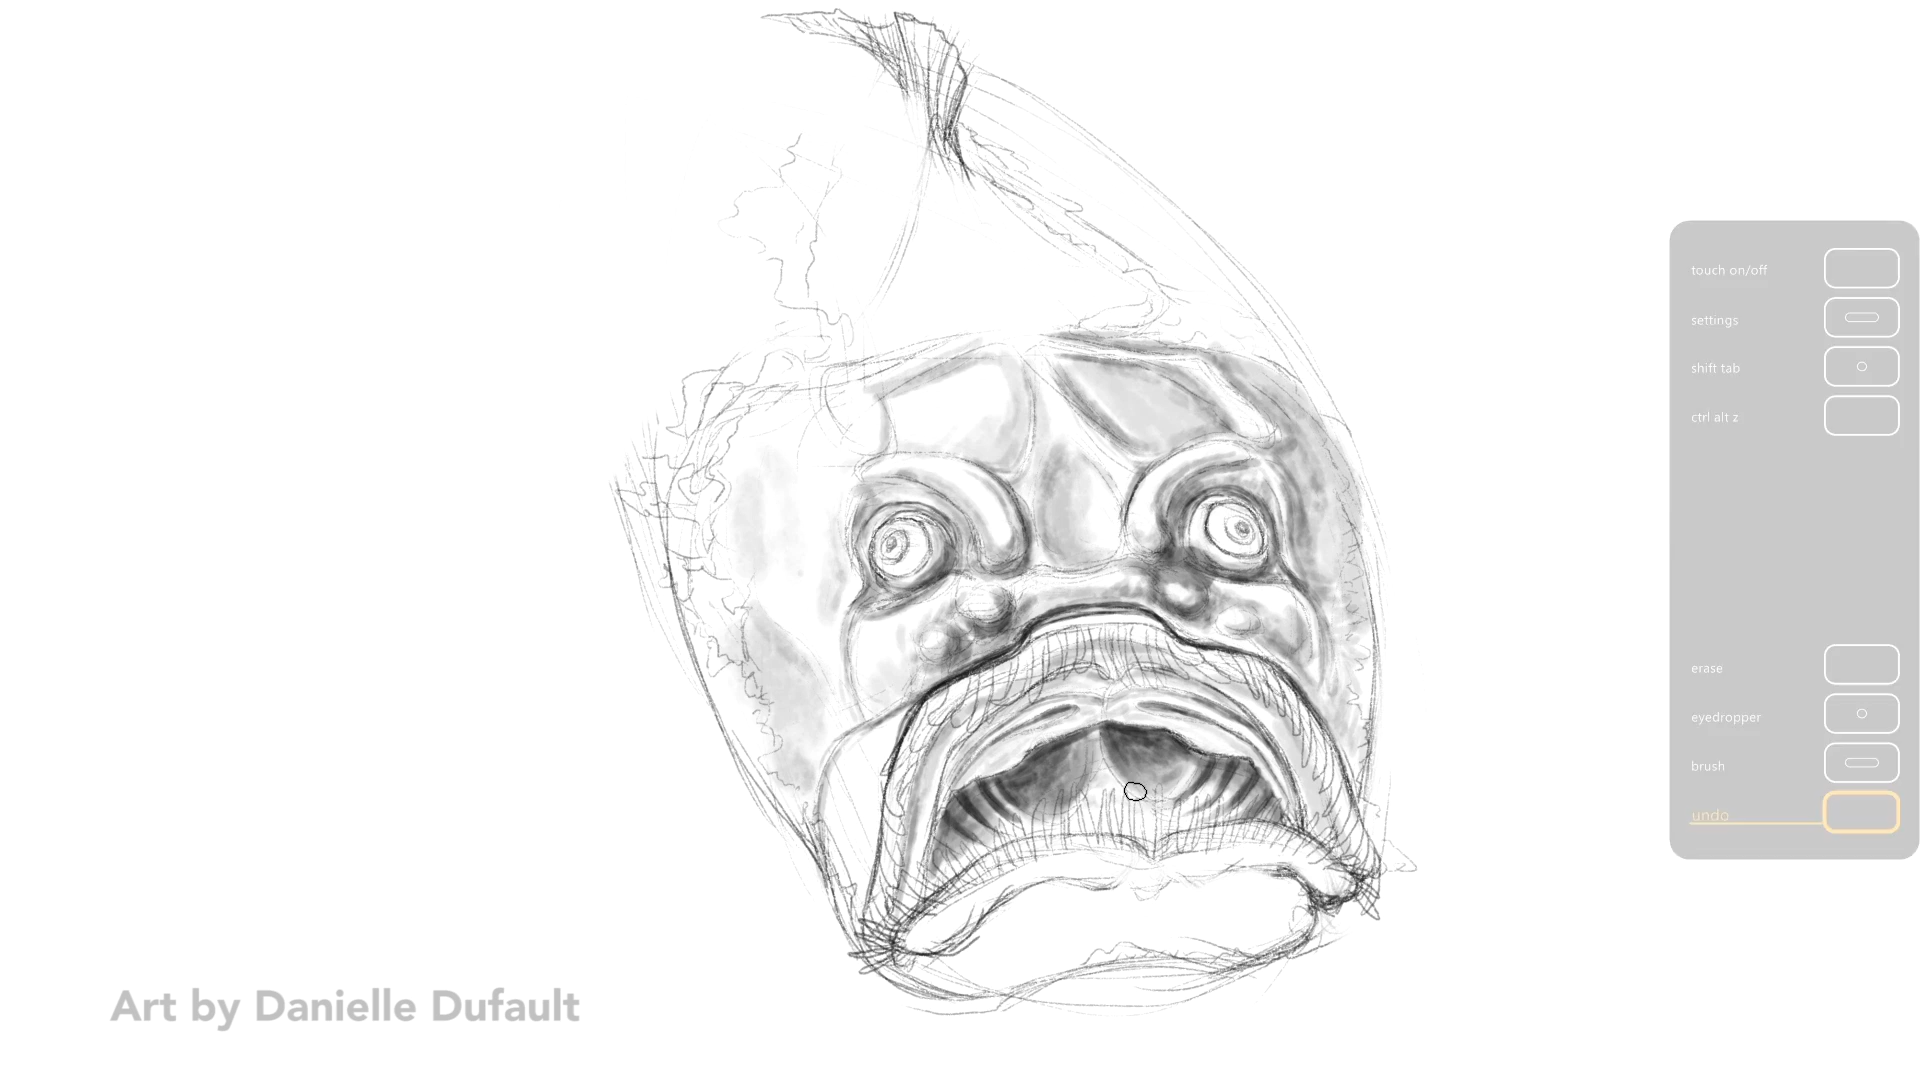 touch on/off
settings
shift tab
ctrl alt z
erase
eyedropper
brush
undo
Art by Danielle Dufault